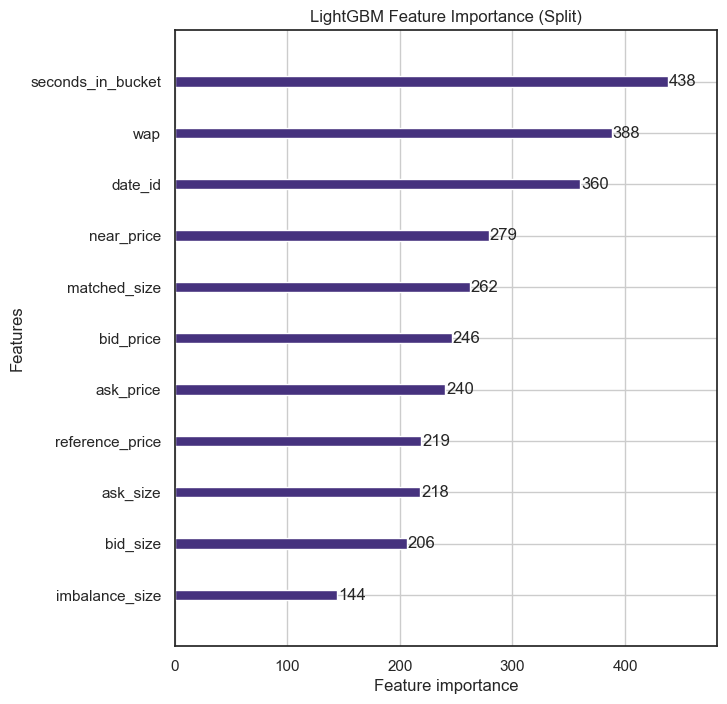 LightGBM Feature Importance (Split)
Features
seconds_in_bucket 438
wap 388
date_id 360
near_price 279
matched_size 262
bid_price 246
ask_price 240
reference_price 219
ask_size 218
bid_size 206
imbalance_size 144
0 100 200 300 400
Feature importance